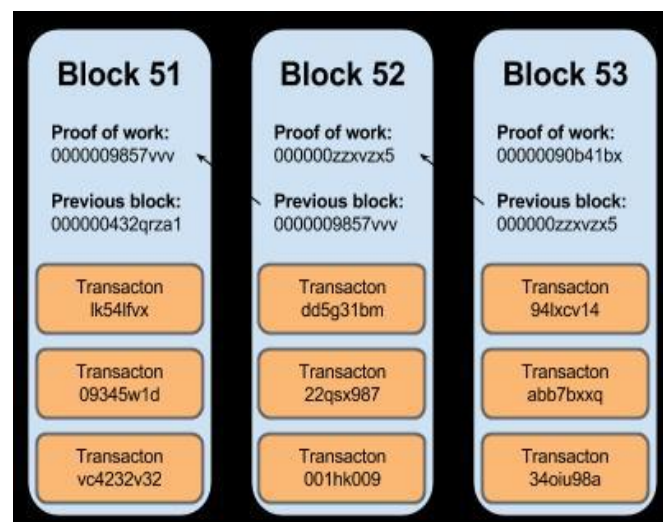 Block 51
Proof of work:
0000009857vvv
Previous block:
000000432qrza1
Transacton
lk54lfvx
Transacton
09345w1d
Transacton
vc4232v32
Block 52
Proof of work:
000000zzxvzx5
Previous block:
0000009857vvv
Transacton
dd5g31bm
Transacton
22qsx987
Transacton
001hk009
Block 53
Proof of work:
00000090b41bx
Previous block:
000000zzxvzx5
Transacton
94lxcv14
Transacton
abb7bxxq
Transacton
34oiu98a